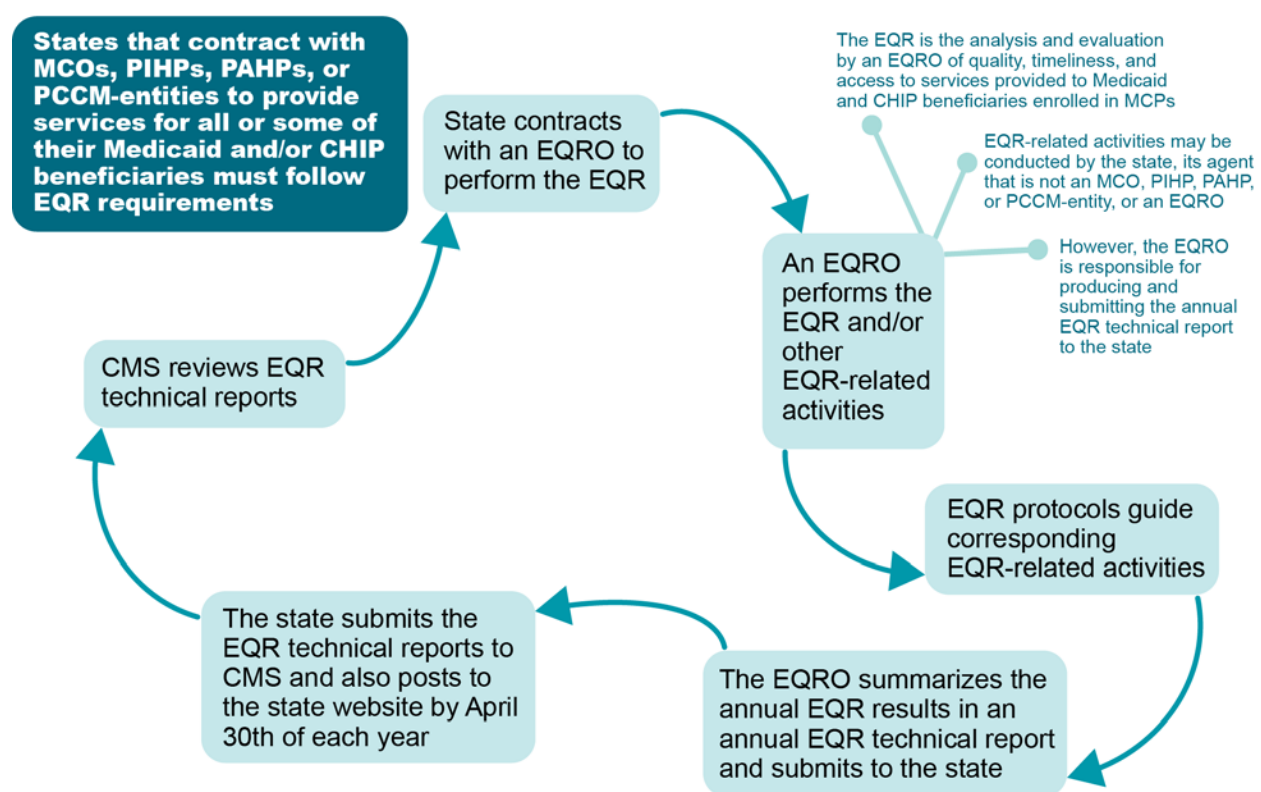 States that contract with
MCOs, PIHPs, PAHPs, or
PCCM-entities to provide
services for all or some of
their Medicaid and/or CHIP
beneficiaries must follow
EQR requirements
State contracts
with an EQRO to
perform the EQR
The EQR is the analysis and evaluation
by an EQRO of quality, timeliness, and
access to services provided to Medicaid
and CHIP beneficiaries enrolled in MCPs
EQR-related activities may be
conducted by the state, its agent
that is not an MCO, PIHP, PAHP,
or PCCM-entity, or an EQRO
However, the EQRO
is responsible for
producing and
submitting the annual
EQR technical report
to the state
An EQRO
performs the
EQR and/or
other
EQR-related
activities
EQR protocols guide
corresponding
EQR-related activities
The EQRO summarizes the
annual EQR results in an
annual EQR technical report
and submits to the state
The state submits the
EQR technical reports to
CMS and also posts to
the state website by April
30th of each year
CMS reviews EQR
technical reports